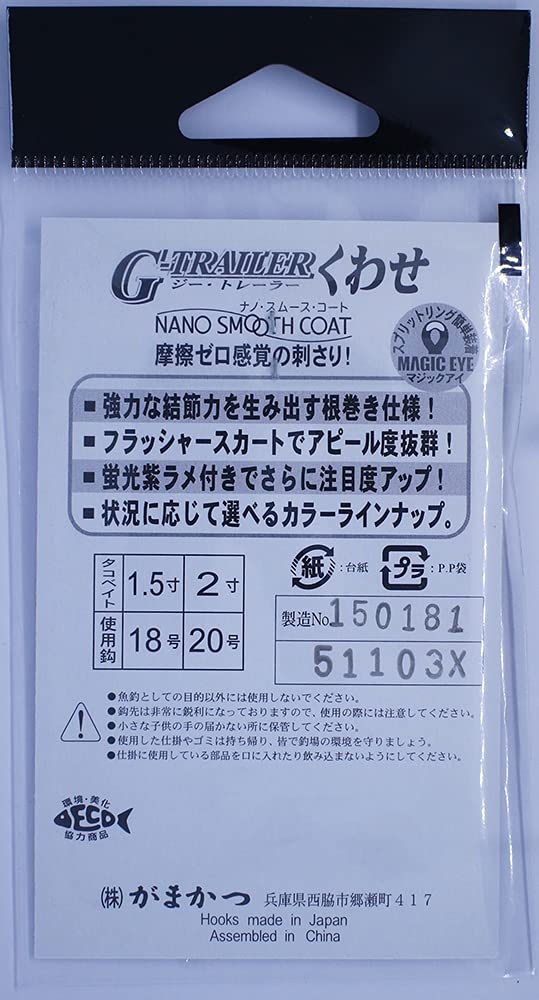 G-TRAILER くわせ
ジー・トレーラー
ナノ・スムース・コート
NANO SMOOTH COAT
摩擦ゼロ感覚の刺さり!
スプリットリング簡単装着
MAGIC EYE
マジックアイ
■ 強力な結節力を生み出す根巻き仕様!
■ フラッシャースカートでアピール度抜群!
■ 蛍光紫ラメ付きでさらに注目度アップ!
■ 状況に応じて選べるカラーラインナップ。
タコベイト 1.5寸 2寸
使用鈎 18号 20号
紙 :台紙 プラ :P.P袋
製造No. 150181
51103X
●魚釣としての目的以外には使用しないでください。
●鈎先は非常に鋭利になっておりますので、使用の際には注意してください。
●小さな子供の手の届かない所に保管してください。
●使用した仕掛やゴミは持ち帰り、皆で釣場の環境を守りましょう。
●仕掛に使用している部品を口に入れたり飲み込まないようにしてください。
環境・美化
ECO
協力商品
(株) がまかつ 兵庫県西脇市郷瀬町417
Hooks made in Japan
Assembled in China